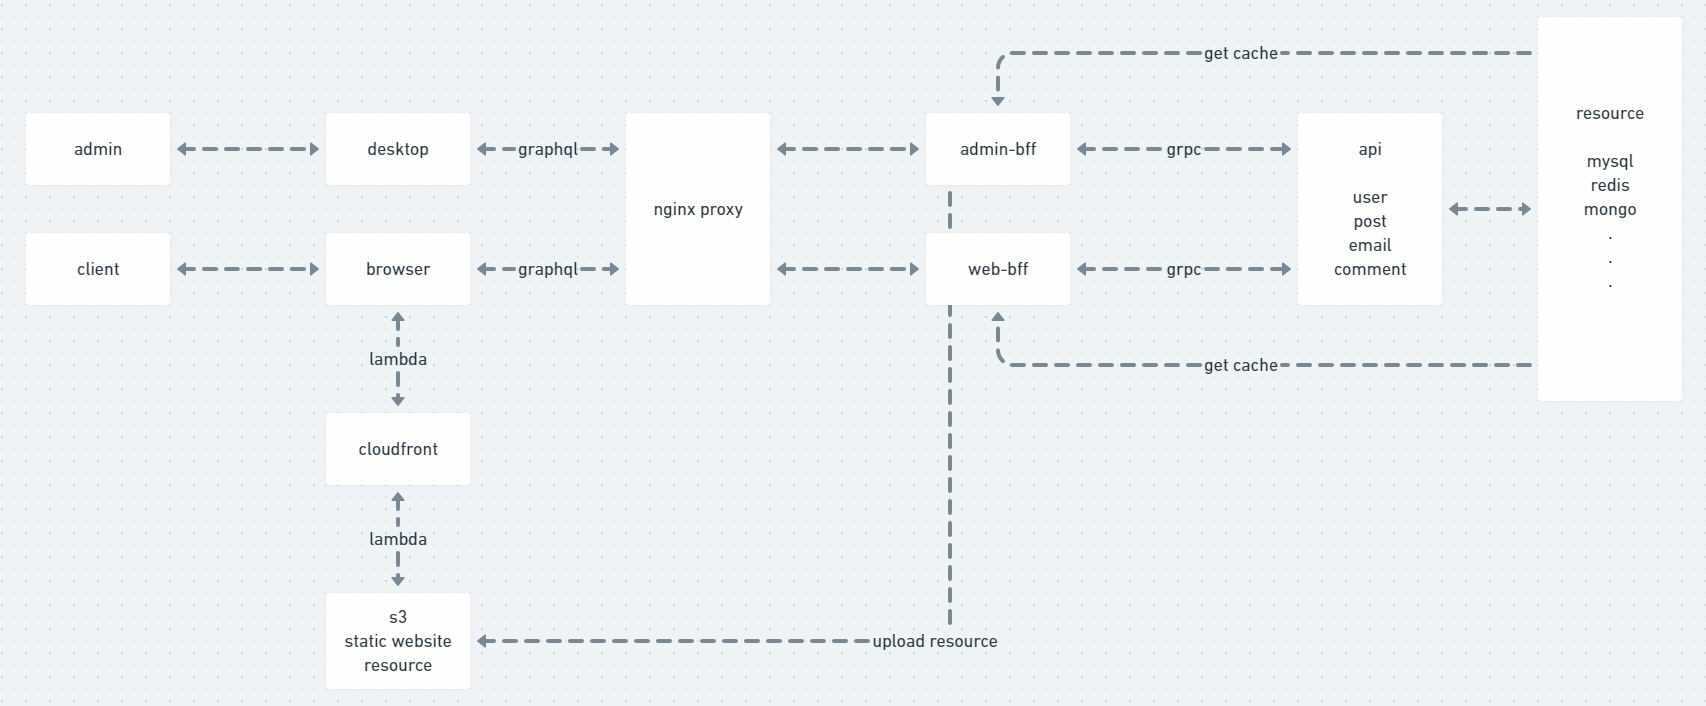 get cache
resource
admin
desktop
graphql
admin-bff
grpc
api
mysql
redis
mongo
.
.
.
nginx proxy
user
post
email
comment
client
browser
graphql
web-bff
grpc
lambda
get cache
cloudfront
lambda
s3
static website
resource
upload resource